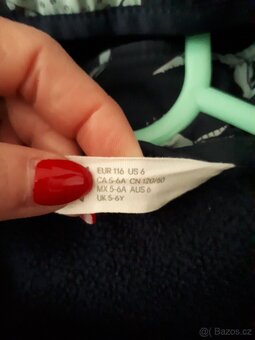 EUR 116 US 6
CA 5-6A CN 120/60
MX 5-6A AUS 6
UK 5-6Y
© Bazos.cz